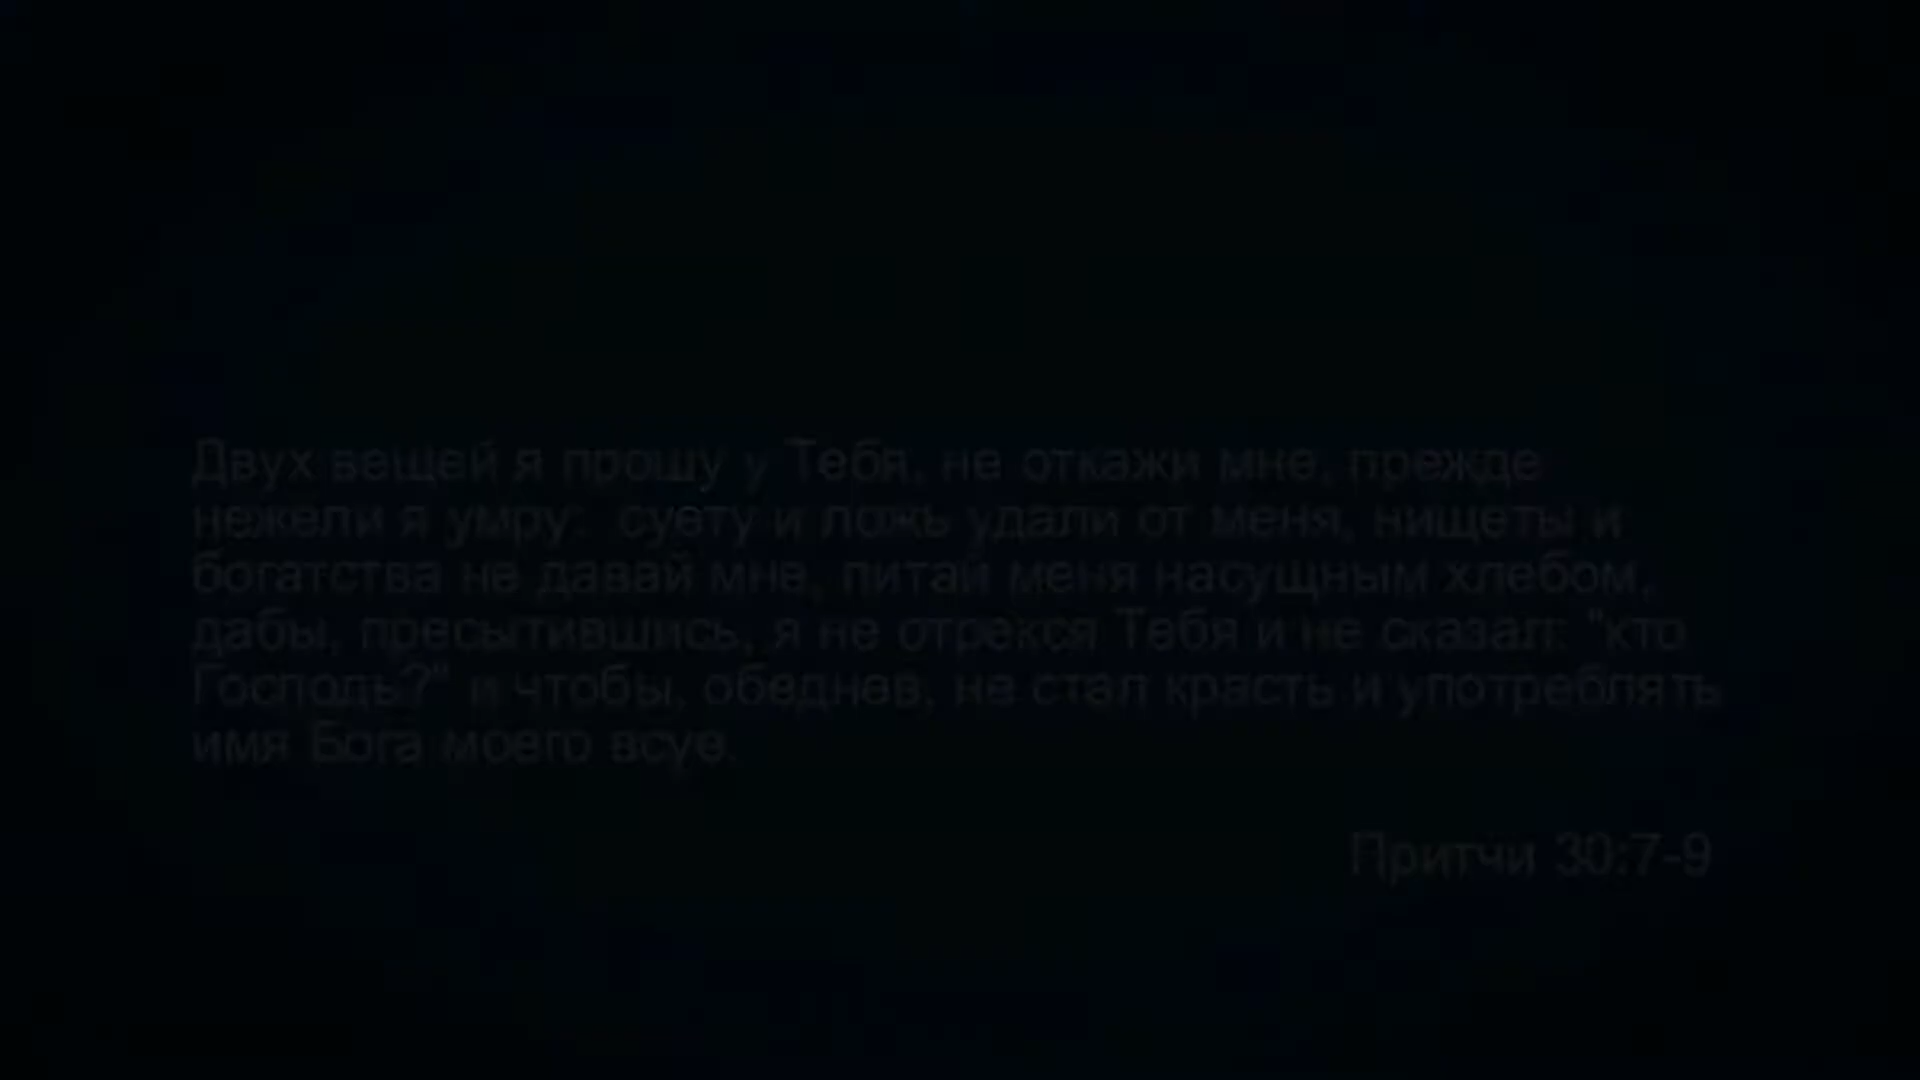 Двух вещей я прошу у Тебя, не откажи мне, прежде
нежели я умру: суету и ложь удали от меня, нищеты и
богатства не давай мне, питай меня насущным хлебом,
дабы, пресытившись, я не отрекся Тебя и не сказал: "кто
Господь?" и чтобы, обеднев, не стал красть и употреблять
имя Бога моего всуе.
Притчи 30:7-9